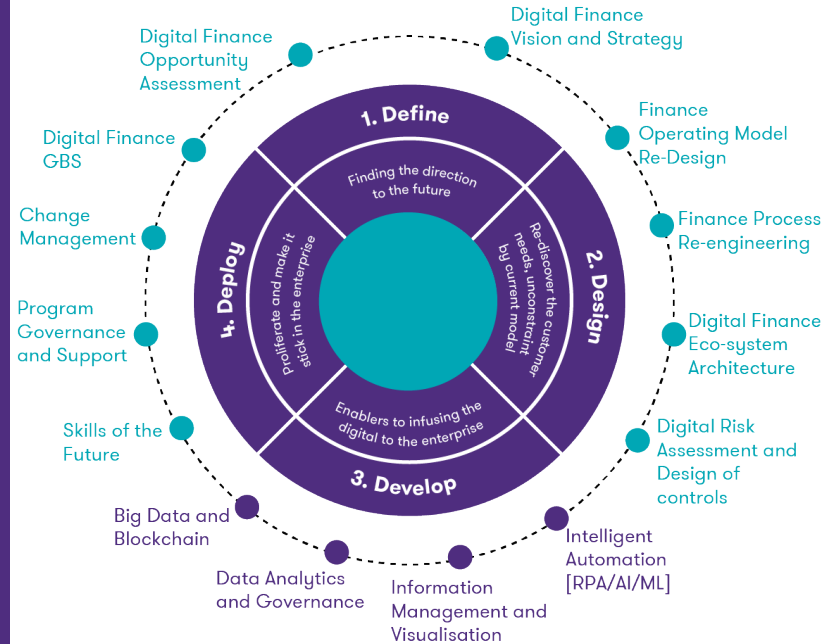 Digital Finance
Vision and Strategy
Finance
Operating Model
Re-Design
Finance Process
Re-engineering
Digital Finance
Eco-system
Architecture
Digital Risk
Assessment and
Design of
controls
Intelligent
Automation
[RPA/AI/ML]
Information
Management and
Visualisation
Data Analytics
and Governance
Big Data and
Blockchain
Skills of the
Future
Program
Governance
and Support
Change
Management
Digital Finance
GBS
Digital Finance
Opportunity
Assessment
1. Define
Finding the direction
to the future
2. Design
Re-discover the customer
needs, unconstraint
by current model
3. Develop
Enablers to infusing the
digital to the enterprise
4. Deploy
Proliferate and make it
stick in the enterprise